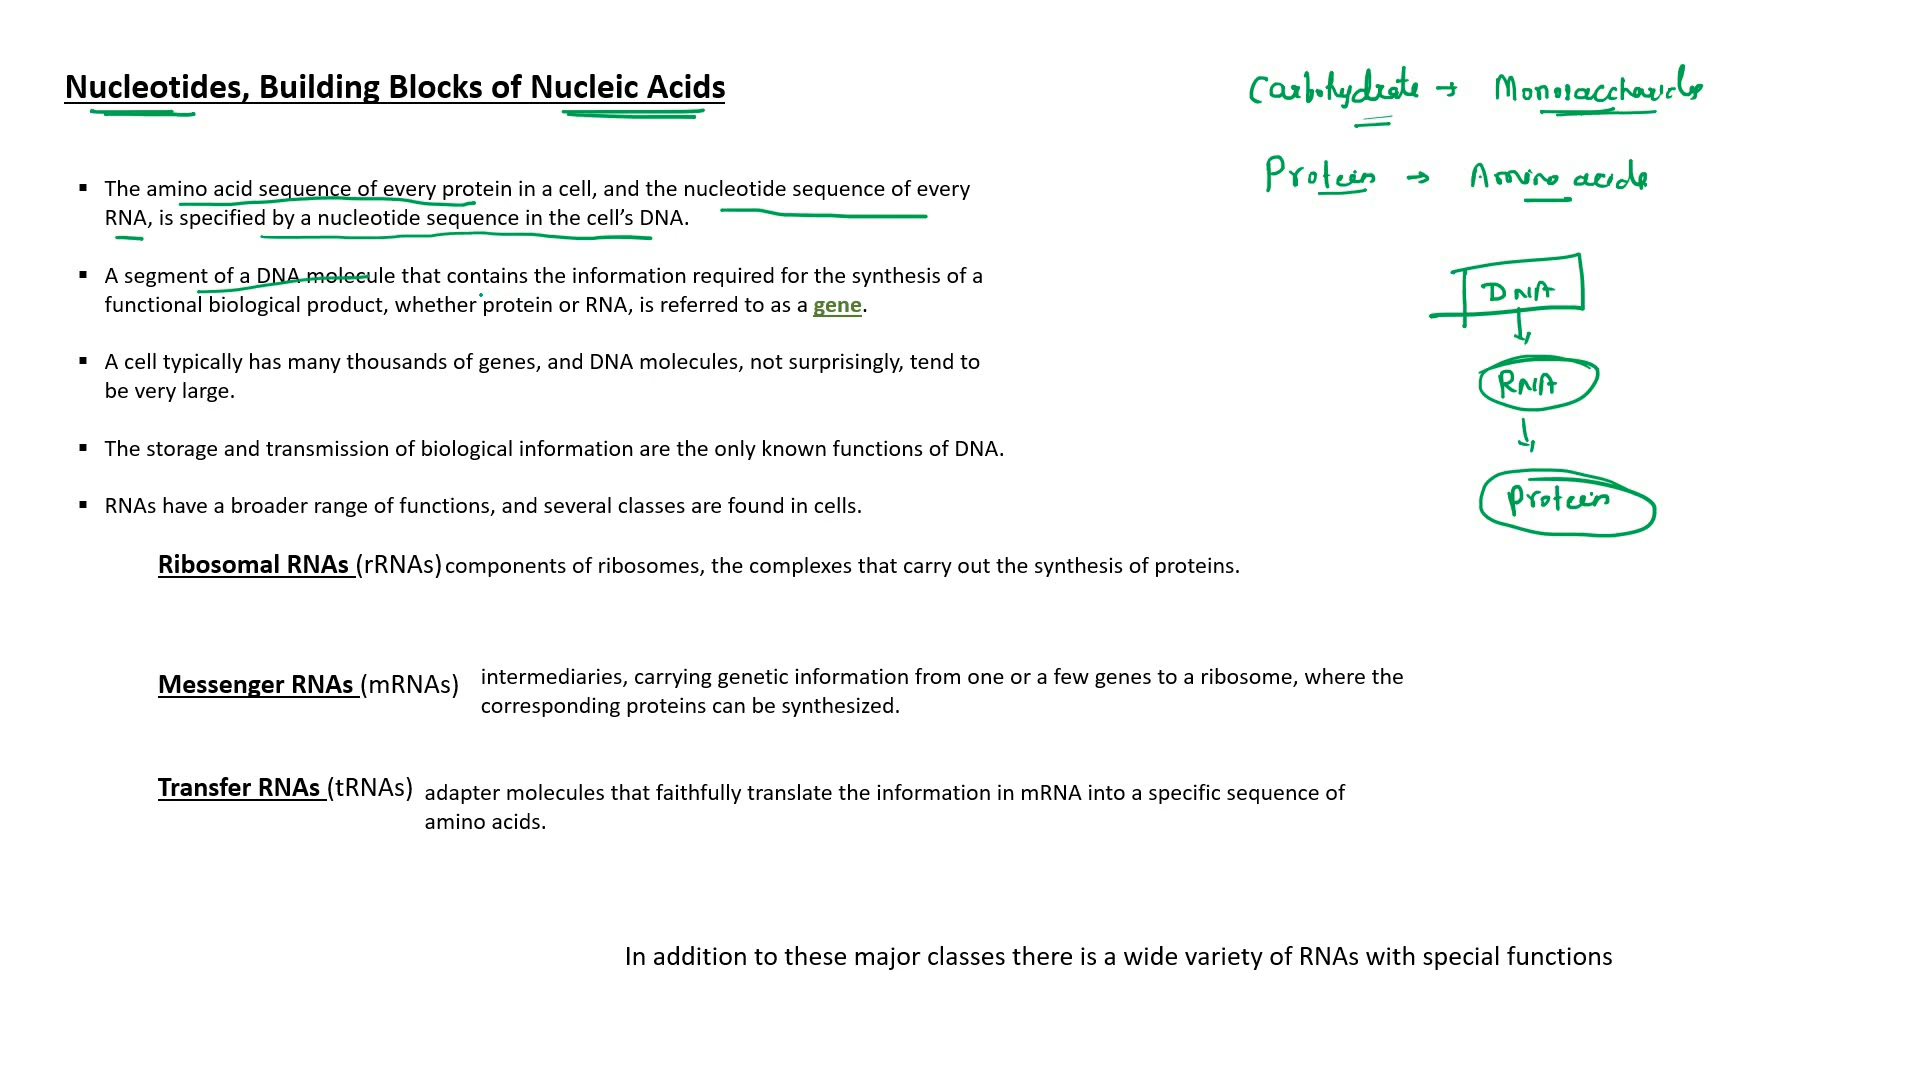 Nucleotides, Building Blocks of Nucleic Acids
▪ The amino acid sequence of every protein in a cell, and the nucleotide sequence of every
RNA, is specified by a nucleotide sequence in the cell’s DNA.
▪ A segment of a DNA molecule that contains the information required for the synthesis of a
functional biological product, whether protein or RNA, is referred to as a gene.
▪ A cell typically has many thousands of genes, and DNA molecules, not surprisingly, tend to
be very large.
▪ The storage and transmission of biological information are the only known functions of DNA.
▪ RNAs have a broader range of functions, and several classes are found in cells.
Ribosomal RNAs (rRNAs) components of ribosomes, the complexes that carry out the synthesis of proteins.
Messenger RNAs (mRNAs) intermediaries, carrying genetic information from one or a few genes to a ribosome, where the
corresponding proteins can be synthesized.
Transfer RNAs (tRNAs) adapter molecules that faithfully translate the information in mRNA into a specific sequence of
amino acids.
In addition to these major classes there is a wide variety of RNAs with special functions
Carbohydrate →
Protein → Amino acids
DNA
↓
RNA
↓
Protein